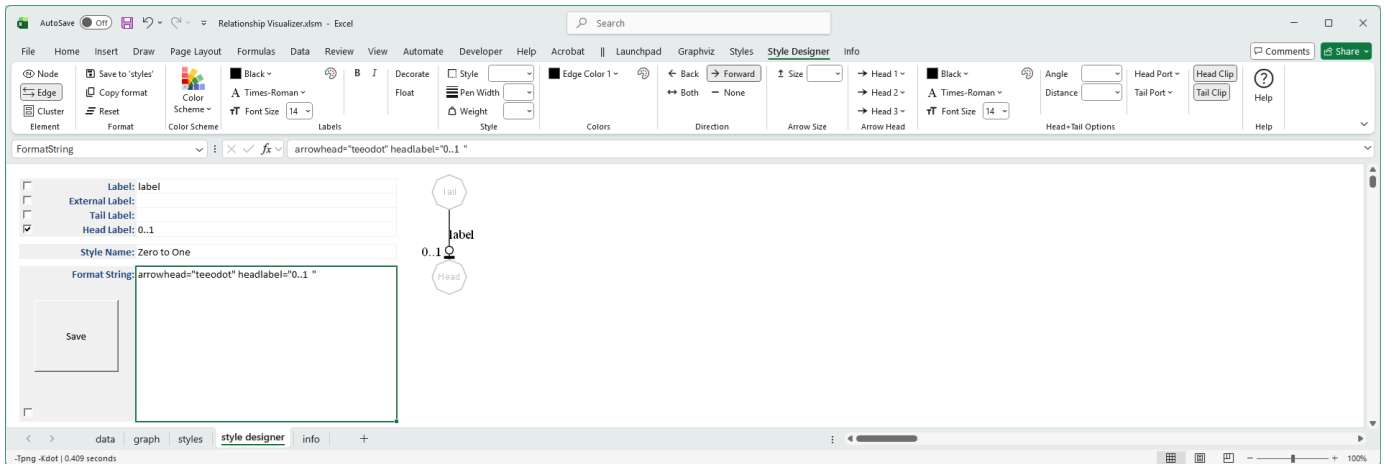 AutoSave Off Relationship Visualizer.xlsm - Excel Search
File Home Insert Draw Page Layout Formulas Data Review View Automate Developer Help Acrobat || Launchpad Graphviz Styles Style Designer Info Comments Share
Node Save to 'styles' Black B I Decorate Style Edge Color 1 Back Forward Size Head 1 Black Angle Head Port Head Clip
Edge Copy format Color Scheme Times-Roman Float Pen Width Both None Head 2 Times-Roman Distance Tail Port Tail Clip Help
Cluster Reset Font Size 14 Weight Head 3 Font Size 14
Element Format Color Scheme Labels Style Colors Direction Arrow Size Arrow Head Head+Tail Options Help
FormatString fx arrowhead="teeodot" headlabel="0..1 "
Label: label
External Label:
Tail Label:
Head Label: 0..1
Style Name: Zero to One
Format String: arrowhead="teeodot" headlabel="0..1 "
Save
Tail
label
0..1
Head
data graph styles style designer info +
-Tpng -Kdot | 0.409 seconds 100%